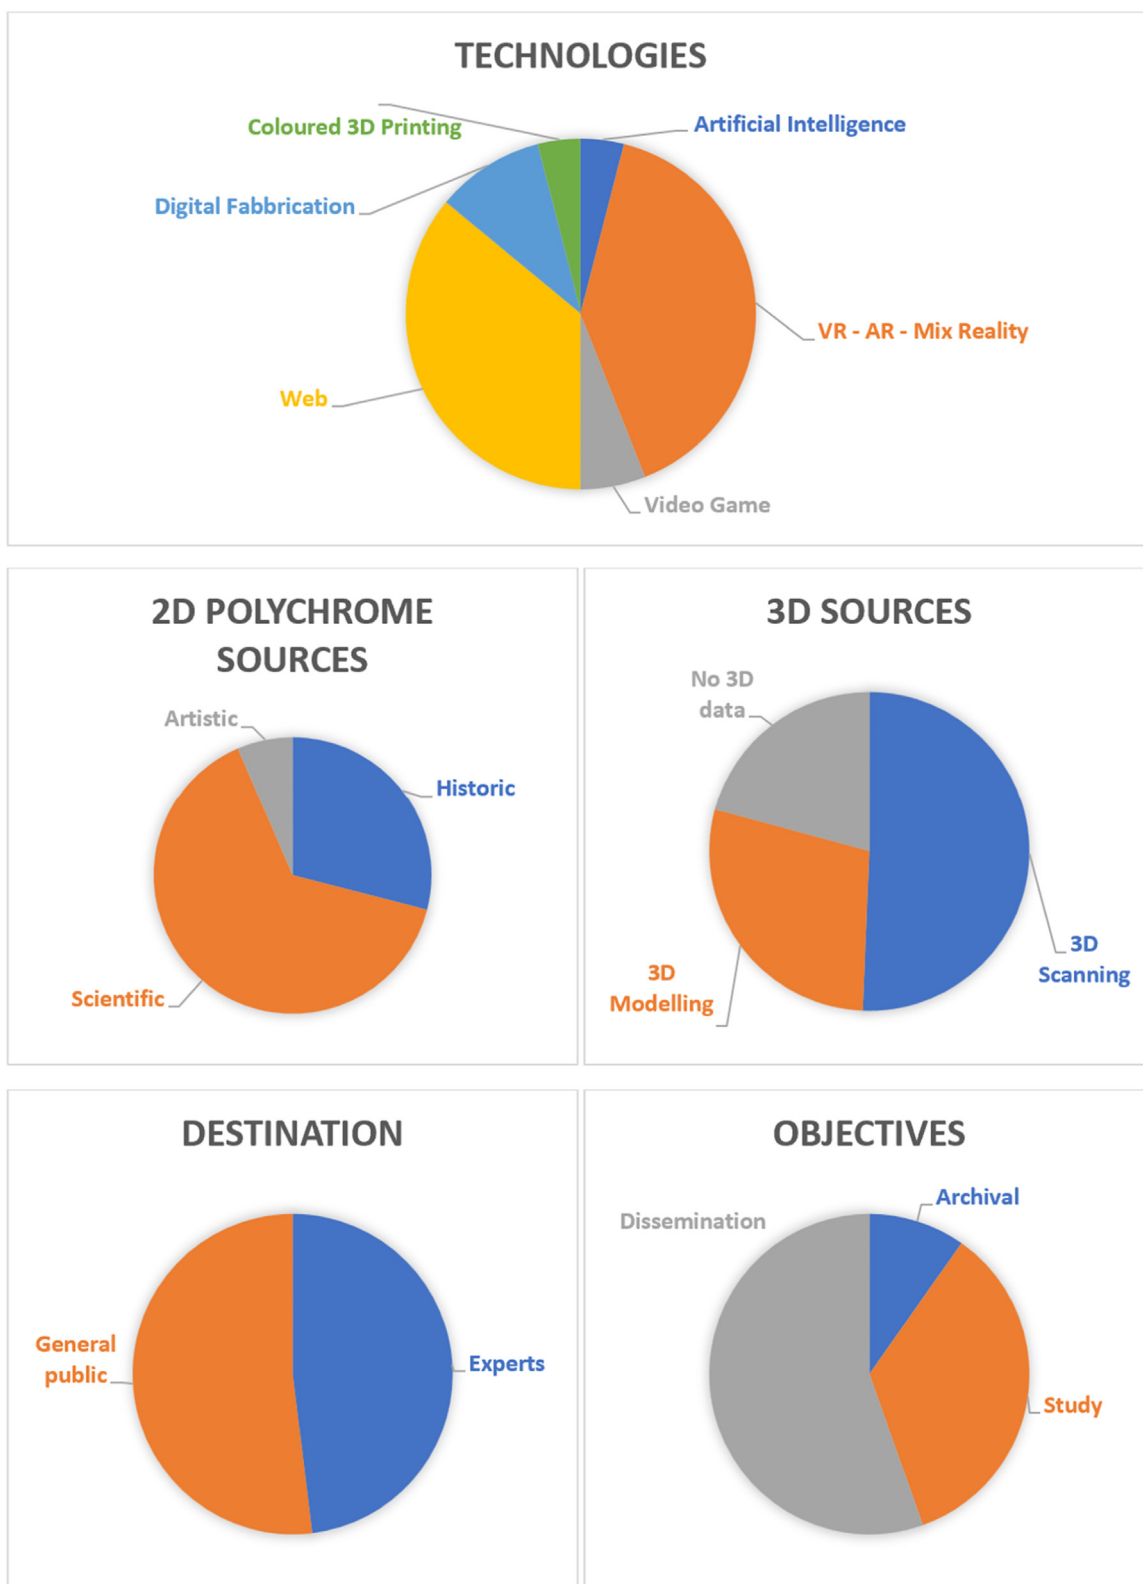 TECHNOLOGIES
Coloured 3D Printing
Artificial Intelligence
Digital Fabbrication
VR - AR - Mix Reality
Web
Video Game
2D POLYCHROME
SOURCES
Artistic
Historic
Scientific
3D SOURCES
No 3D
data
3D
Scanning
3D
Modelling
DESTINATION
General
public
Experts
OBJECTIVES
Archival
Dissemination
Study